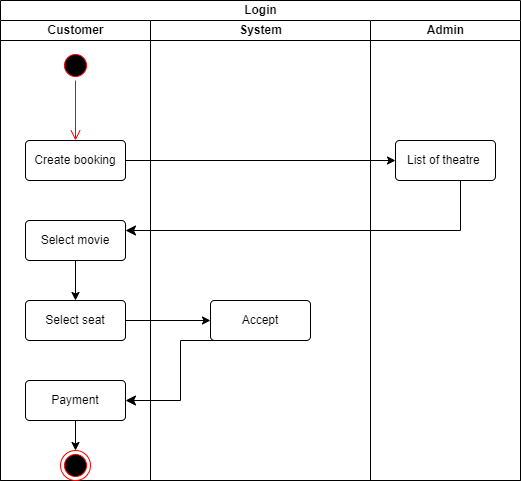 Login
Customer
System
Admin
Create booking
List of theatre
Select movie
Select seat
Accept
Payment